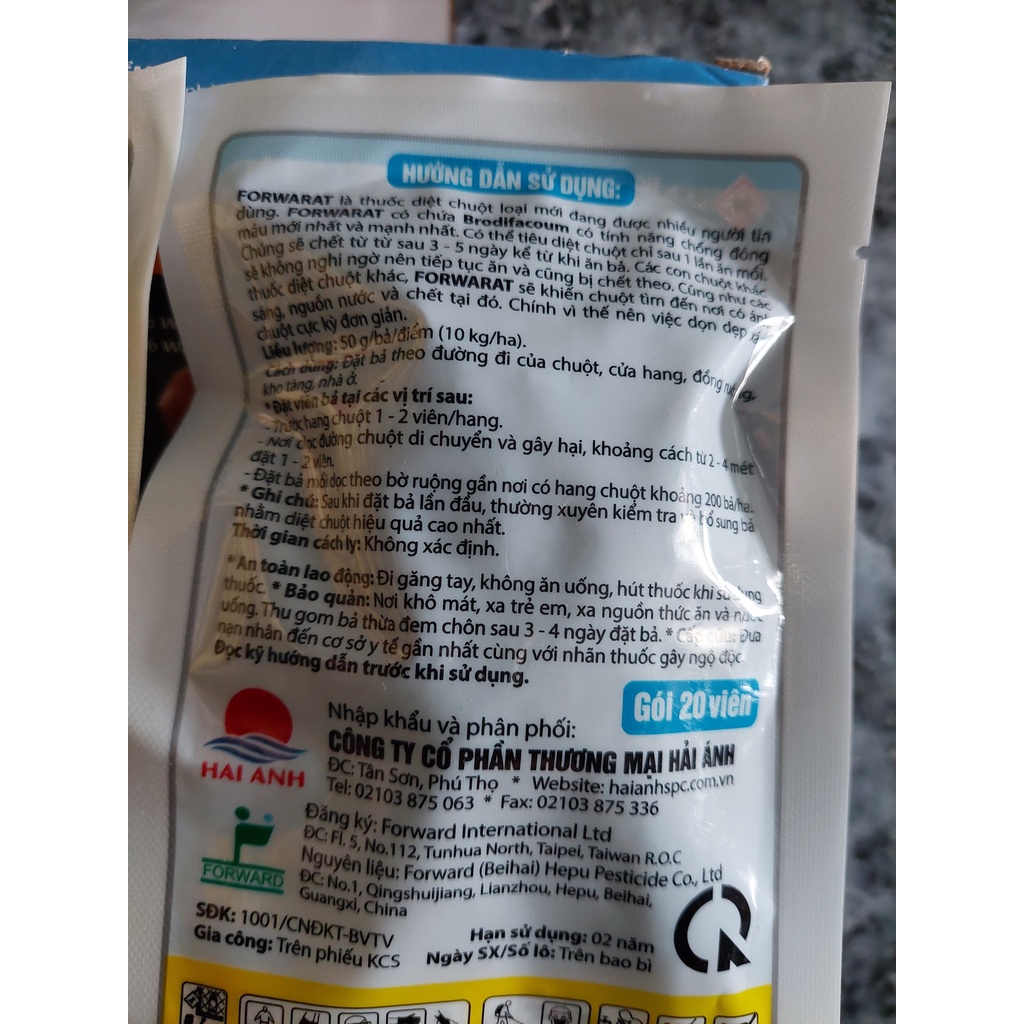 HƯỚNG DẪN SỬ DỤNG:
FORWARAT là thuốc diệt chuột loại mới đang được nhiều người tin
dùng. FORWARAT có chứa Brodifacoum có tính năng chống đông
máu mới nhất và mạnh nhất. Có thể tiêu diệt chuột chỉ sau 1 lần ăn mồi.
Chúng sẽ chết từ từ sau 3 - 5 ngày kể từ khi ăn bả. Các con chuột khác
sẽ không nghi ngờ nên tiếp tục ăn và cũng bị chết theo. Cũng như các
thuốc diệt chuột khác, FORWARAT sẽ khiến chuột tìm đến nơi có ánh
sáng, nguồn nước và chết tại đó. Chính vì thế nên việc dọn dẹp xác
chuột cực kỳ đơn giản.
Liều lượng: 50 g/bả/điểm (10 kg/ha).
Cách dùng: Đặt bả theo đường đi của chuột, cửa hang, đồng ruộng,
kho tàng, nhà ở.
*Đặt viên bả tại các vị trí sau:
- Trước hang chuột 1 - 2 viên/hang.
- Nơi dọc đường chuột di chuyển và gây hại, khoảng cách từ 2 - 4 mét
đặt 1 - 2 viên.
- Đặt bả mồi dọc theo bờ ruộng gần nơi có hang chuột khoảng 200 bả/ha.
* Ghi chú: Sau khi đặt bả lần đầu, thường xuyên kiểm tra và bổ sung bả
nhằm diệt chuột hiệu quả cao nhất.
Thời gian cách ly: Không xác định.
* An toàn lao động: Đi găng tay, không ăn uống, hút thuốc khi sử dụng
thuốc. * Bảo quản: Nơi khô mát, xa trẻ em, xa nguồn thức ăn và nước
uống. Thu gom bả thừa đem chôn sau 3 - 4 ngày đặt bả. * Cấp cứu: Đưa
nạn nhân đến cơ sở y tế gần nhất cùng với nhãn thuốc gây ngộ độc.
Đọc kỹ hướng dẫn trước khi sử dụng.
Gói 20 viên
HAI ANH
Nhập khẩu và phân phối:
CÔNG TY CỔ PHẦN THƯƠNG MẠI HẢI ÁNH
ĐC: Tân Sơn, Phú Thọ * Website: haianhspc.com.vn
Tel: 02103 875 063 * Fax: 02103 875 336
FORWARD
Đăng ký: Forward International Ltd
ĐC: Fl. 5, No.112, Tunhua North, Taipei, Taiwan R.O.C
Nguyên liệu: Forward (Beihai) Hepu Pesticide Co., Ltd
ĐC: No.1, Qingshuijiang, Lianzhou, Hepu, Beihai,
Guangxi, China
SĐK: 1001/CNĐKT-BVTV
Gia công: Trên phiếu KCS
Hạn sử dụng: 02 năm
Ngày SX/Số lô: Trên bao bì